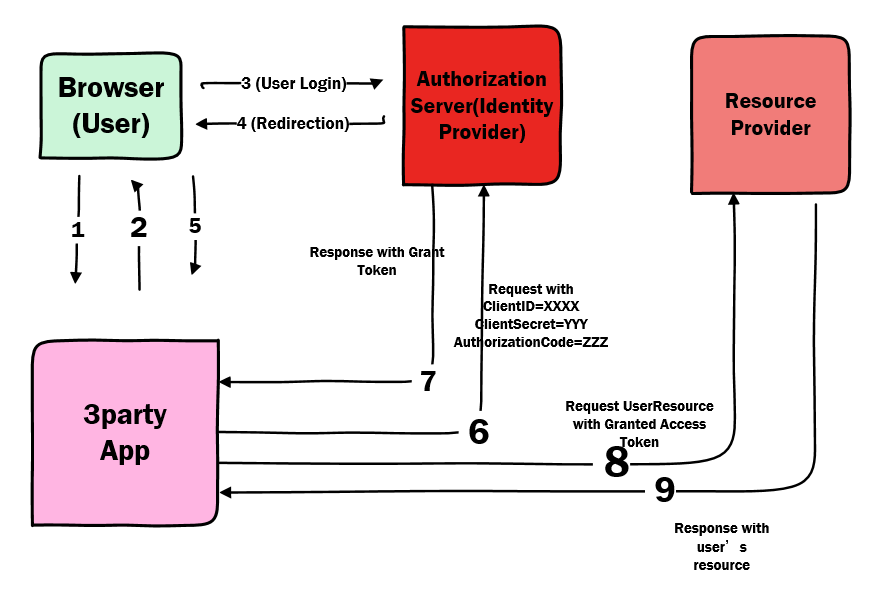 Browser
(User)
3 (User Login)
4 (Redirection)
Authorization
Server(Identity
Provider)
Resource
Provider
1
2
5
Response with Grant
Token
Request with
ClientID=XXXX
ClientSecret=YYY
AuthorizationCode=ZZZ
7
3party
App
6
Request UserResource
with Granted Access
Token
8
9
Response with
user’s
resource